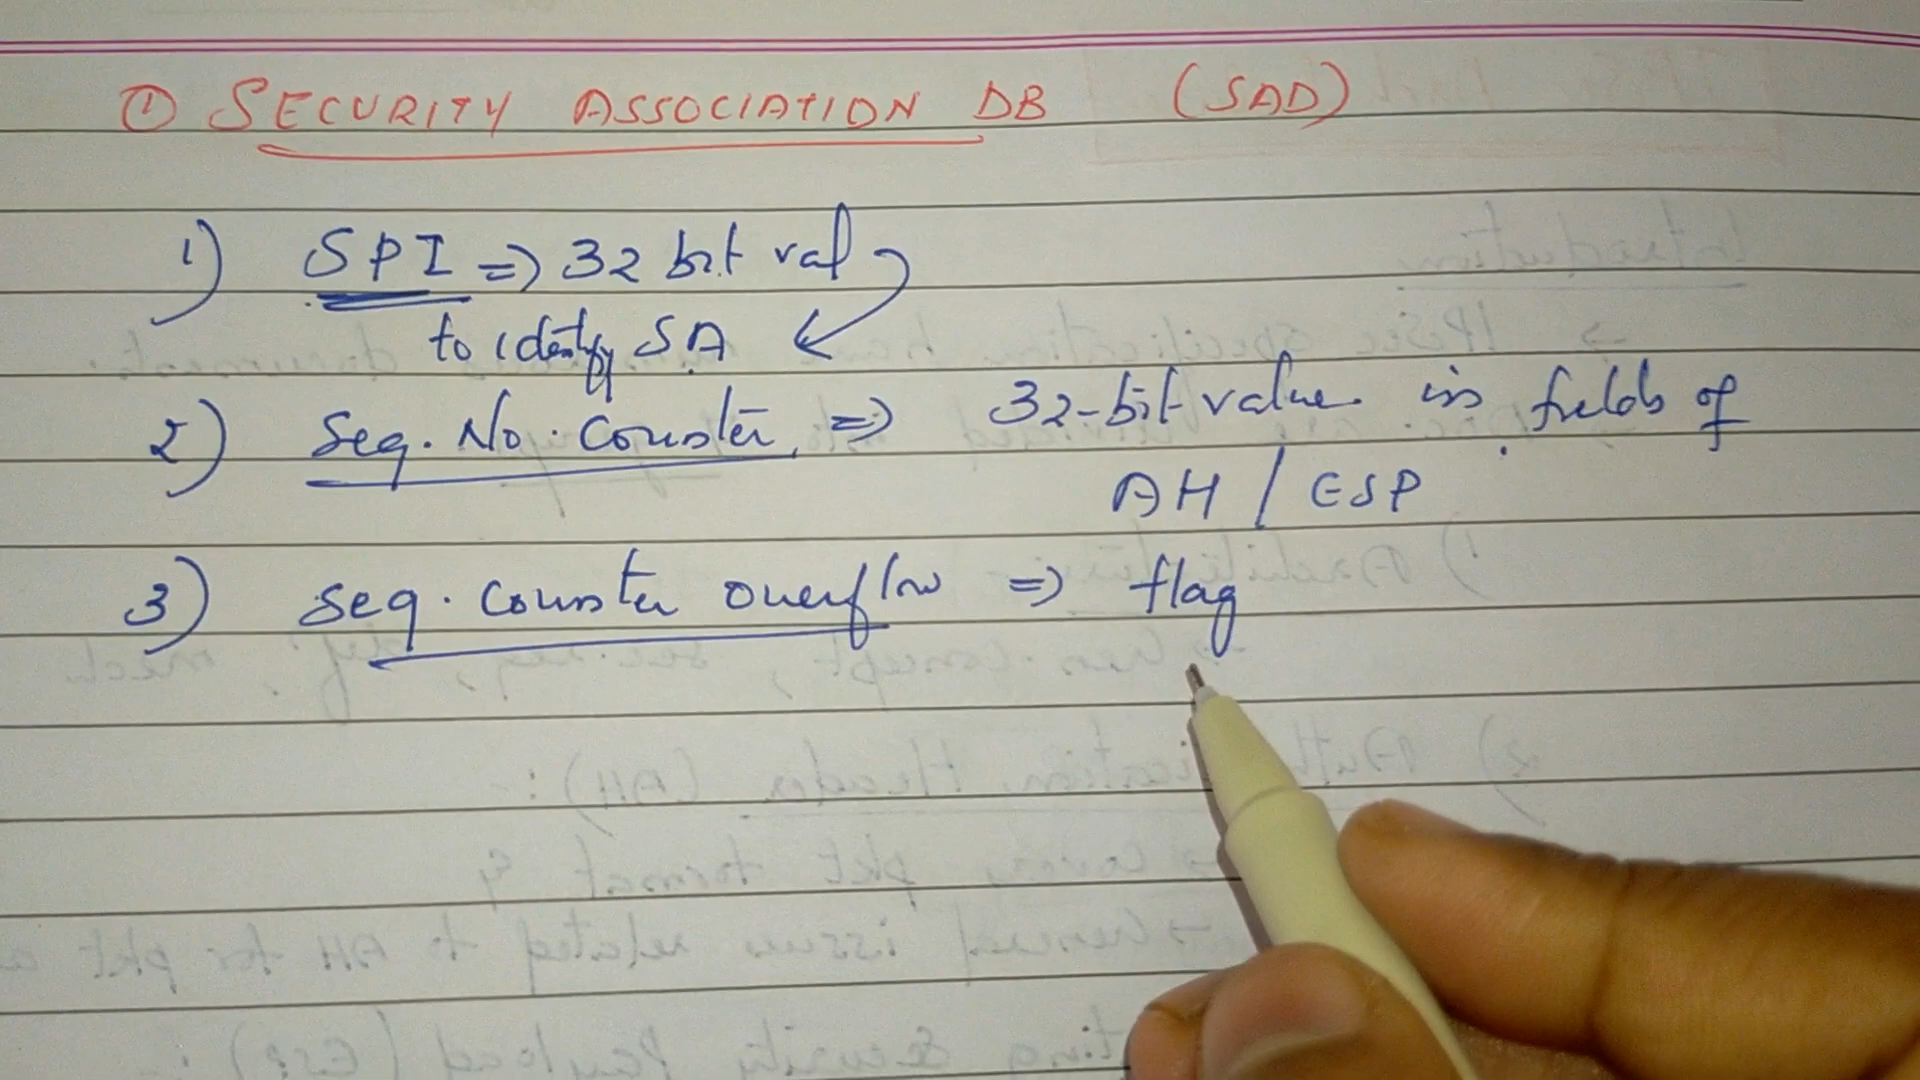 ① SECURITY ASSOCIATION DB (SAD)
1) SPI => 32 bit val
to identify SA
2) Seq. No. Counter => 32-bit value in fields of
AH / ESP
3) Seq. Counter overflow => flag